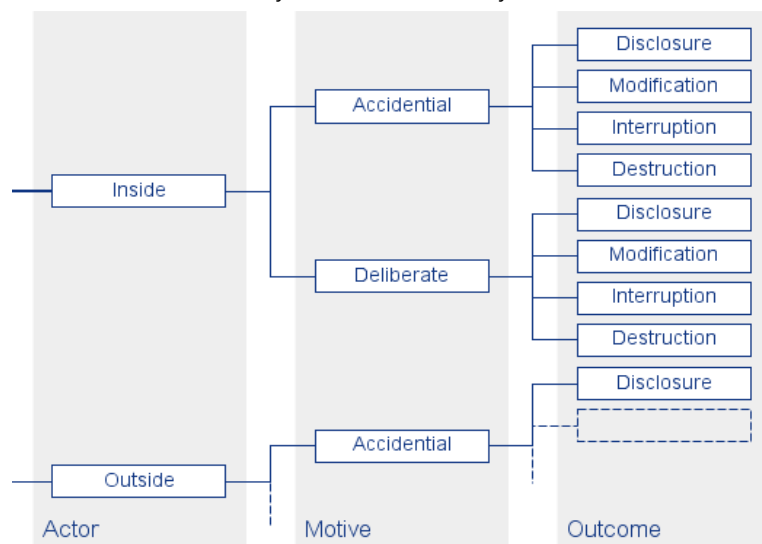 Disclosure
Modification
Interruption
Destruction
Accidential
Inside
Disclosure
Modification
Interruption
Destruction
Deliberate
Disclosure
Accidential
Outside
Actor
Motive
Outcome